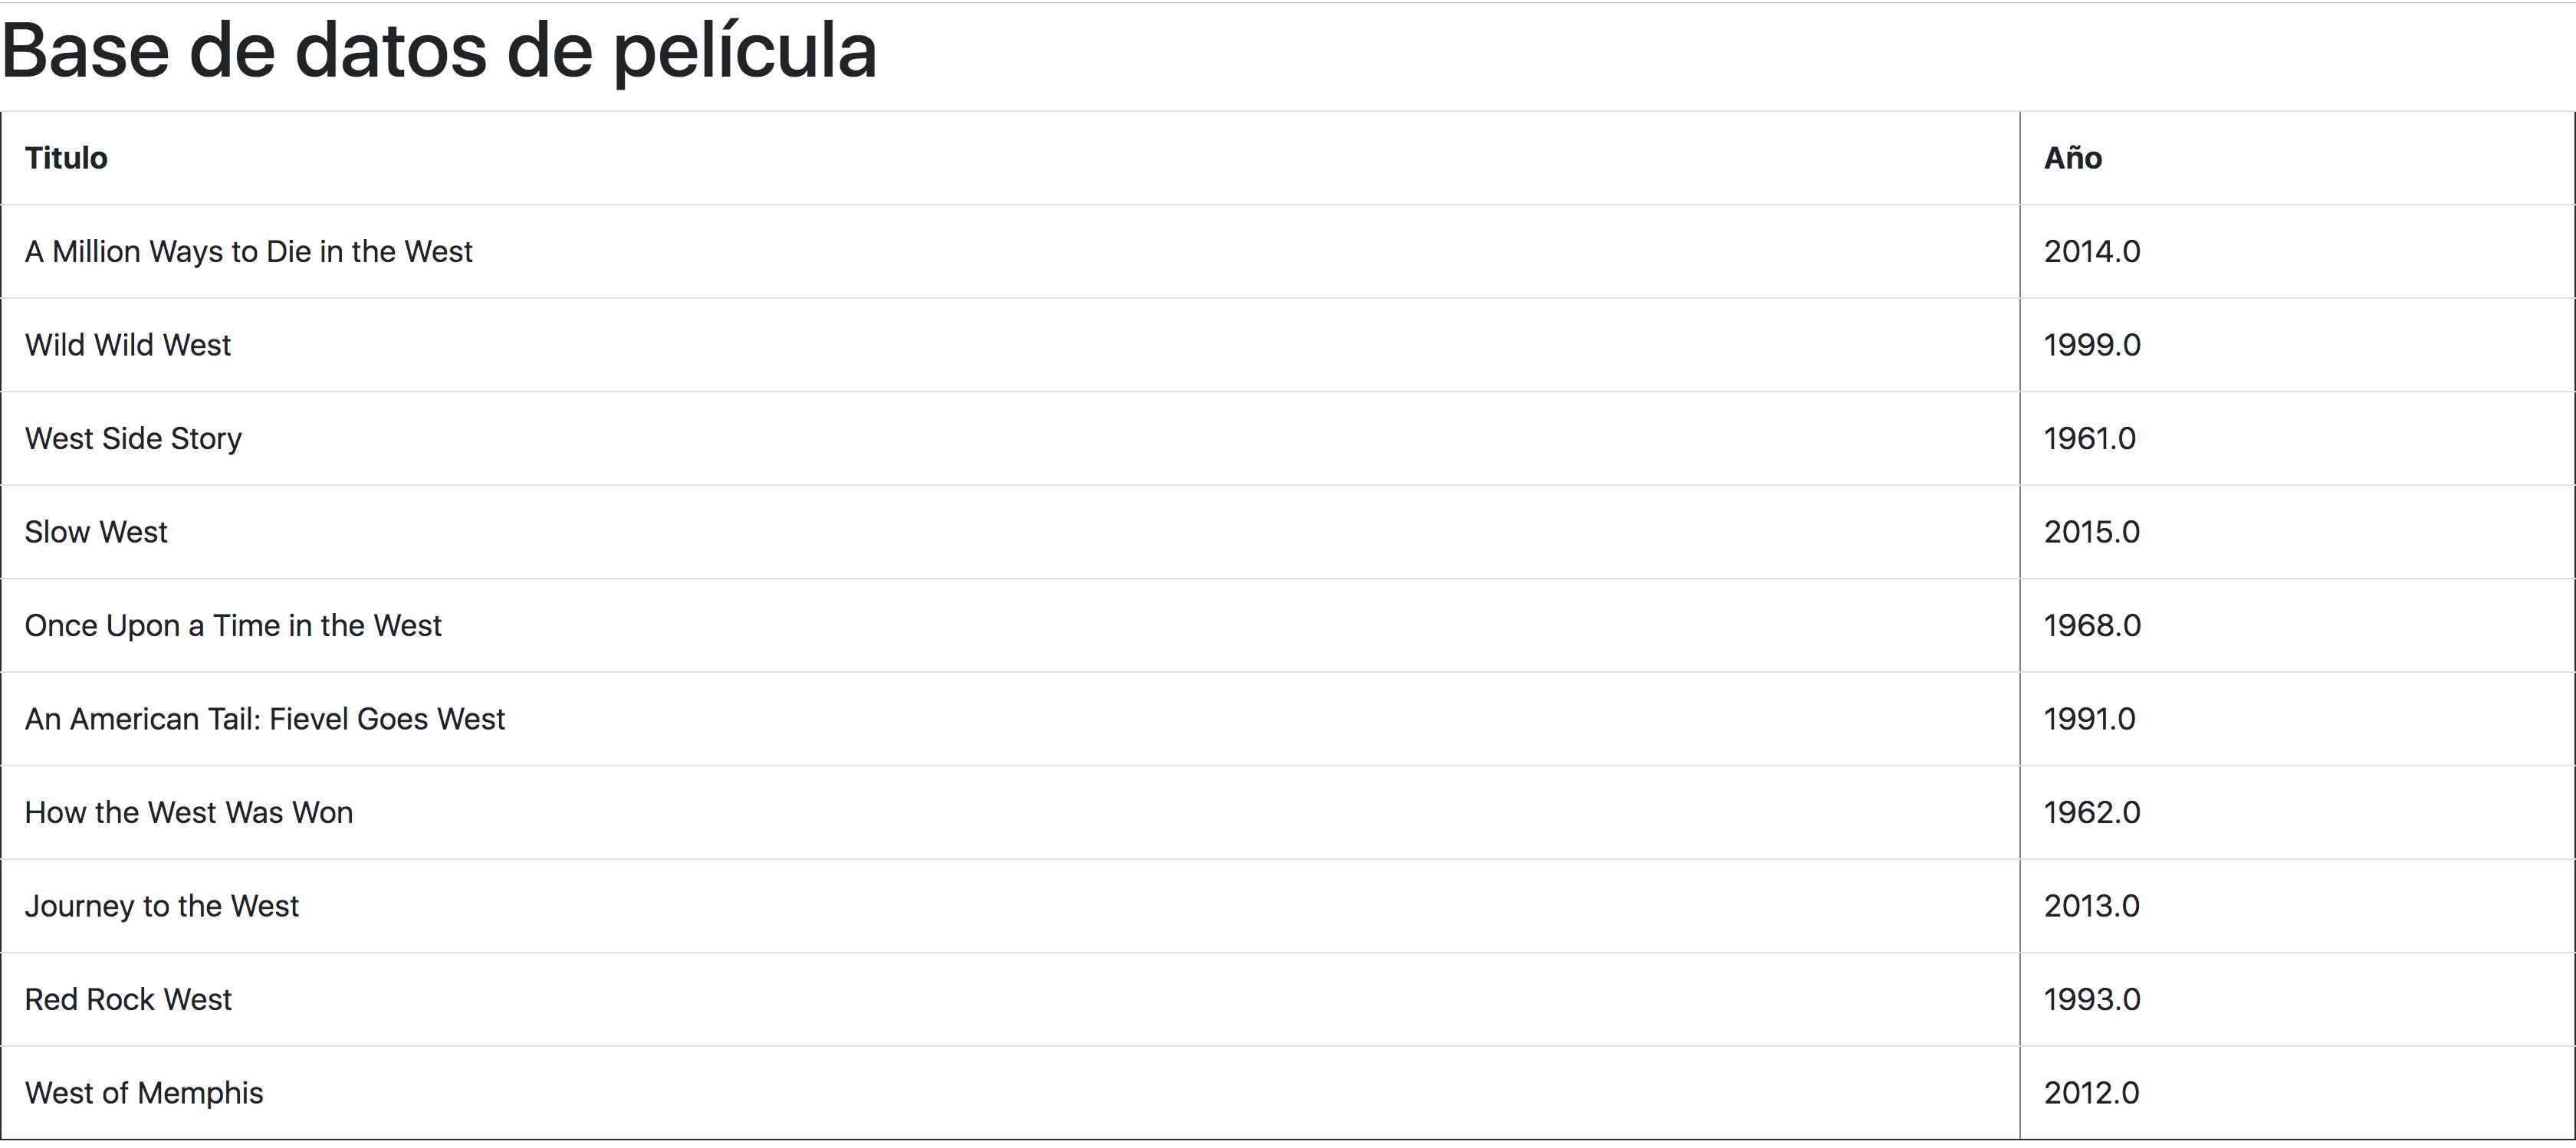 Base de datos de película
Titulo Año
A Million Ways to Die in the West 2014.0
Wild Wild West 1999.0
West Side Story 1961.0
Slow West 2015.0
Once Upon a Time in the West 1968.0
An American Tail: Fievel Goes West 1991.0
How the West Was Won 1962.0
Journey to the West 2013.0
Red Rock West 1993.0
West of Memphis 2012.0